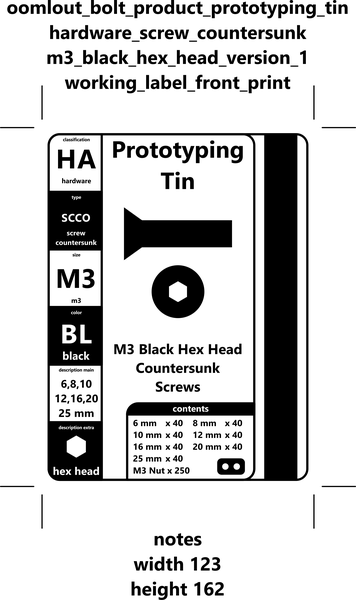 oomlout_bolt_product_prototyping_tin
hardware_screw_countersunk
m3_black_hex_head_version_1
working_label_front_print
classification
HA
hardware
type
SCCO
screw
countersunk
size
M3
m3
color
BL
black
description main
6,8,10
12,16,20
25 mm
description extra
hex head
Prototyping
Tin
M3 Black Hex Head
Countersunk
Screws
contents
6 mm x 40 8 mm x 40
10 mm x 40 12 mm x 40
16 mm x 40 20 mm x 40
25 mm x 40
M3 Nut x 250
notes
width 123
height 162